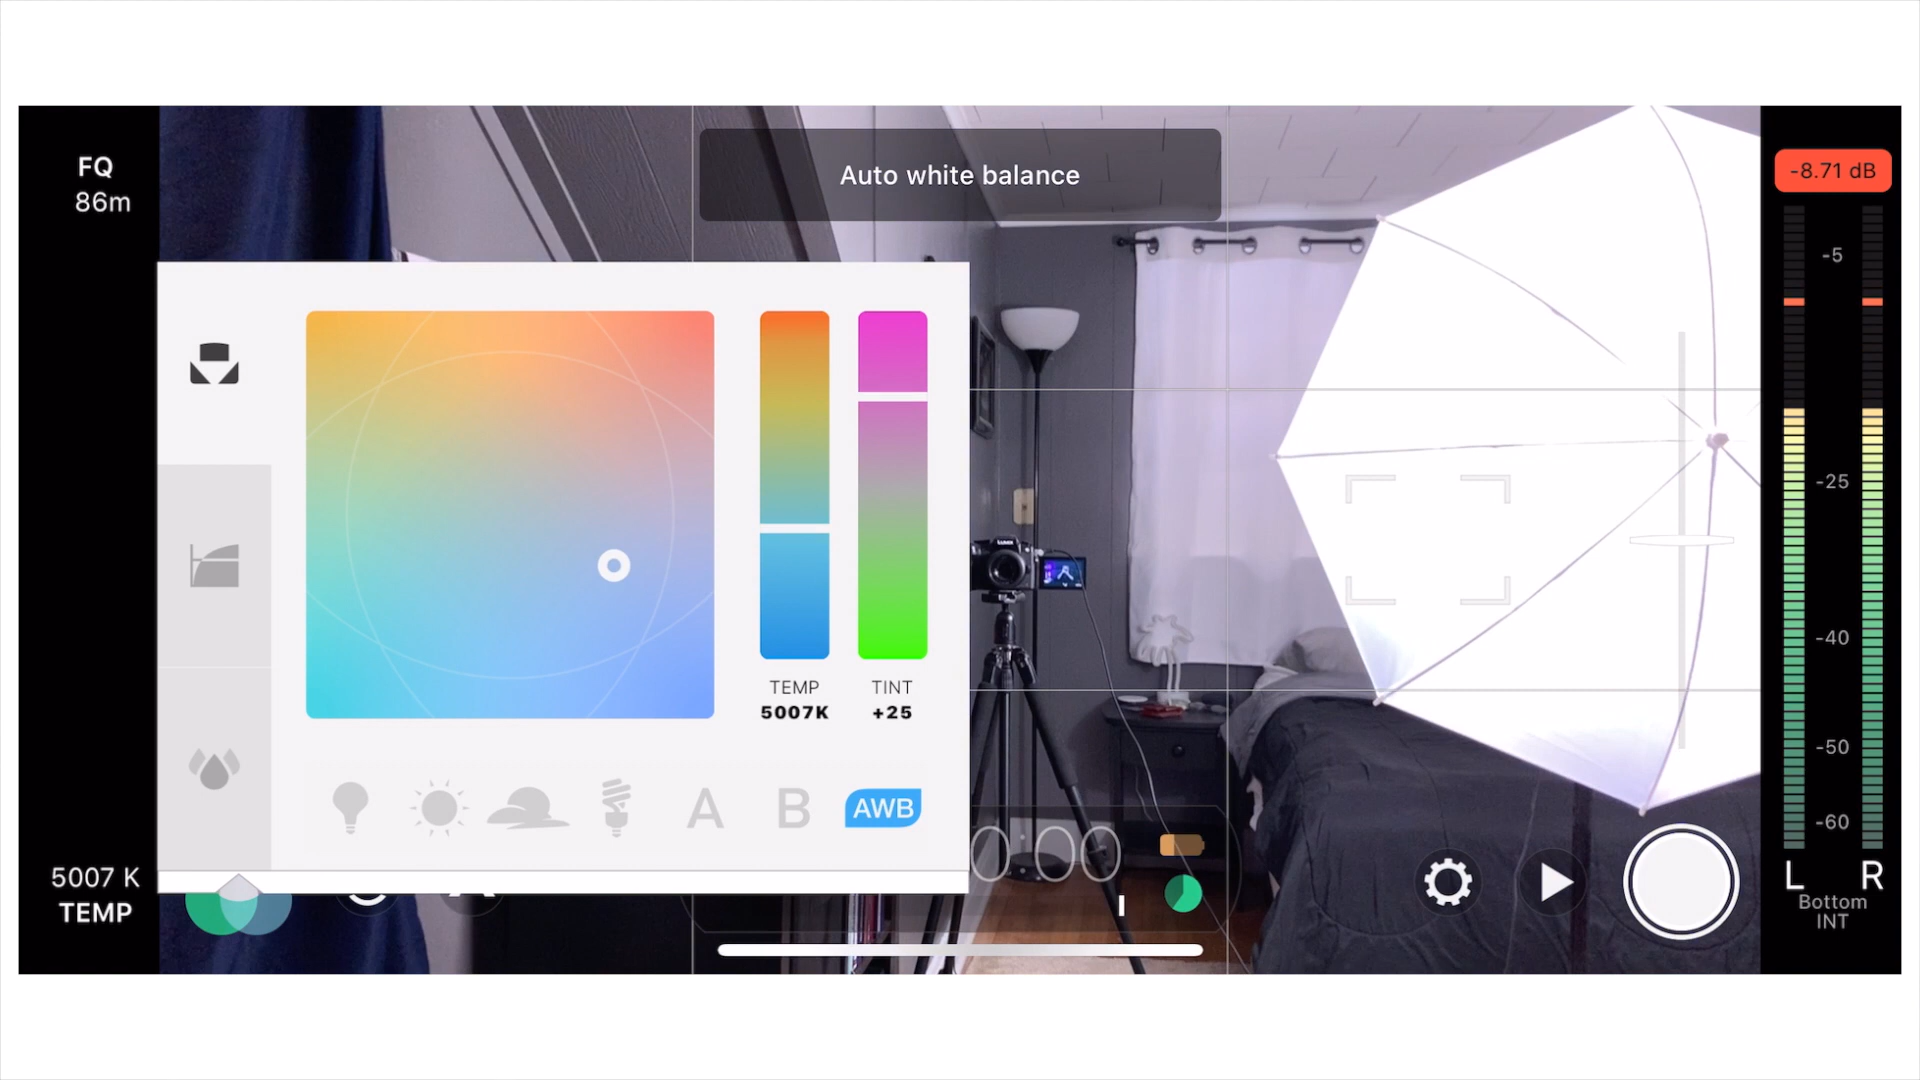 FQ
86m
Auto white balance
-8.71 dB
-5
-25
-40
-50
-60
L R
Bottom
INT
TEMP TINT
5007K +25
A B AWB
5007 K
TEMP
LUMIX